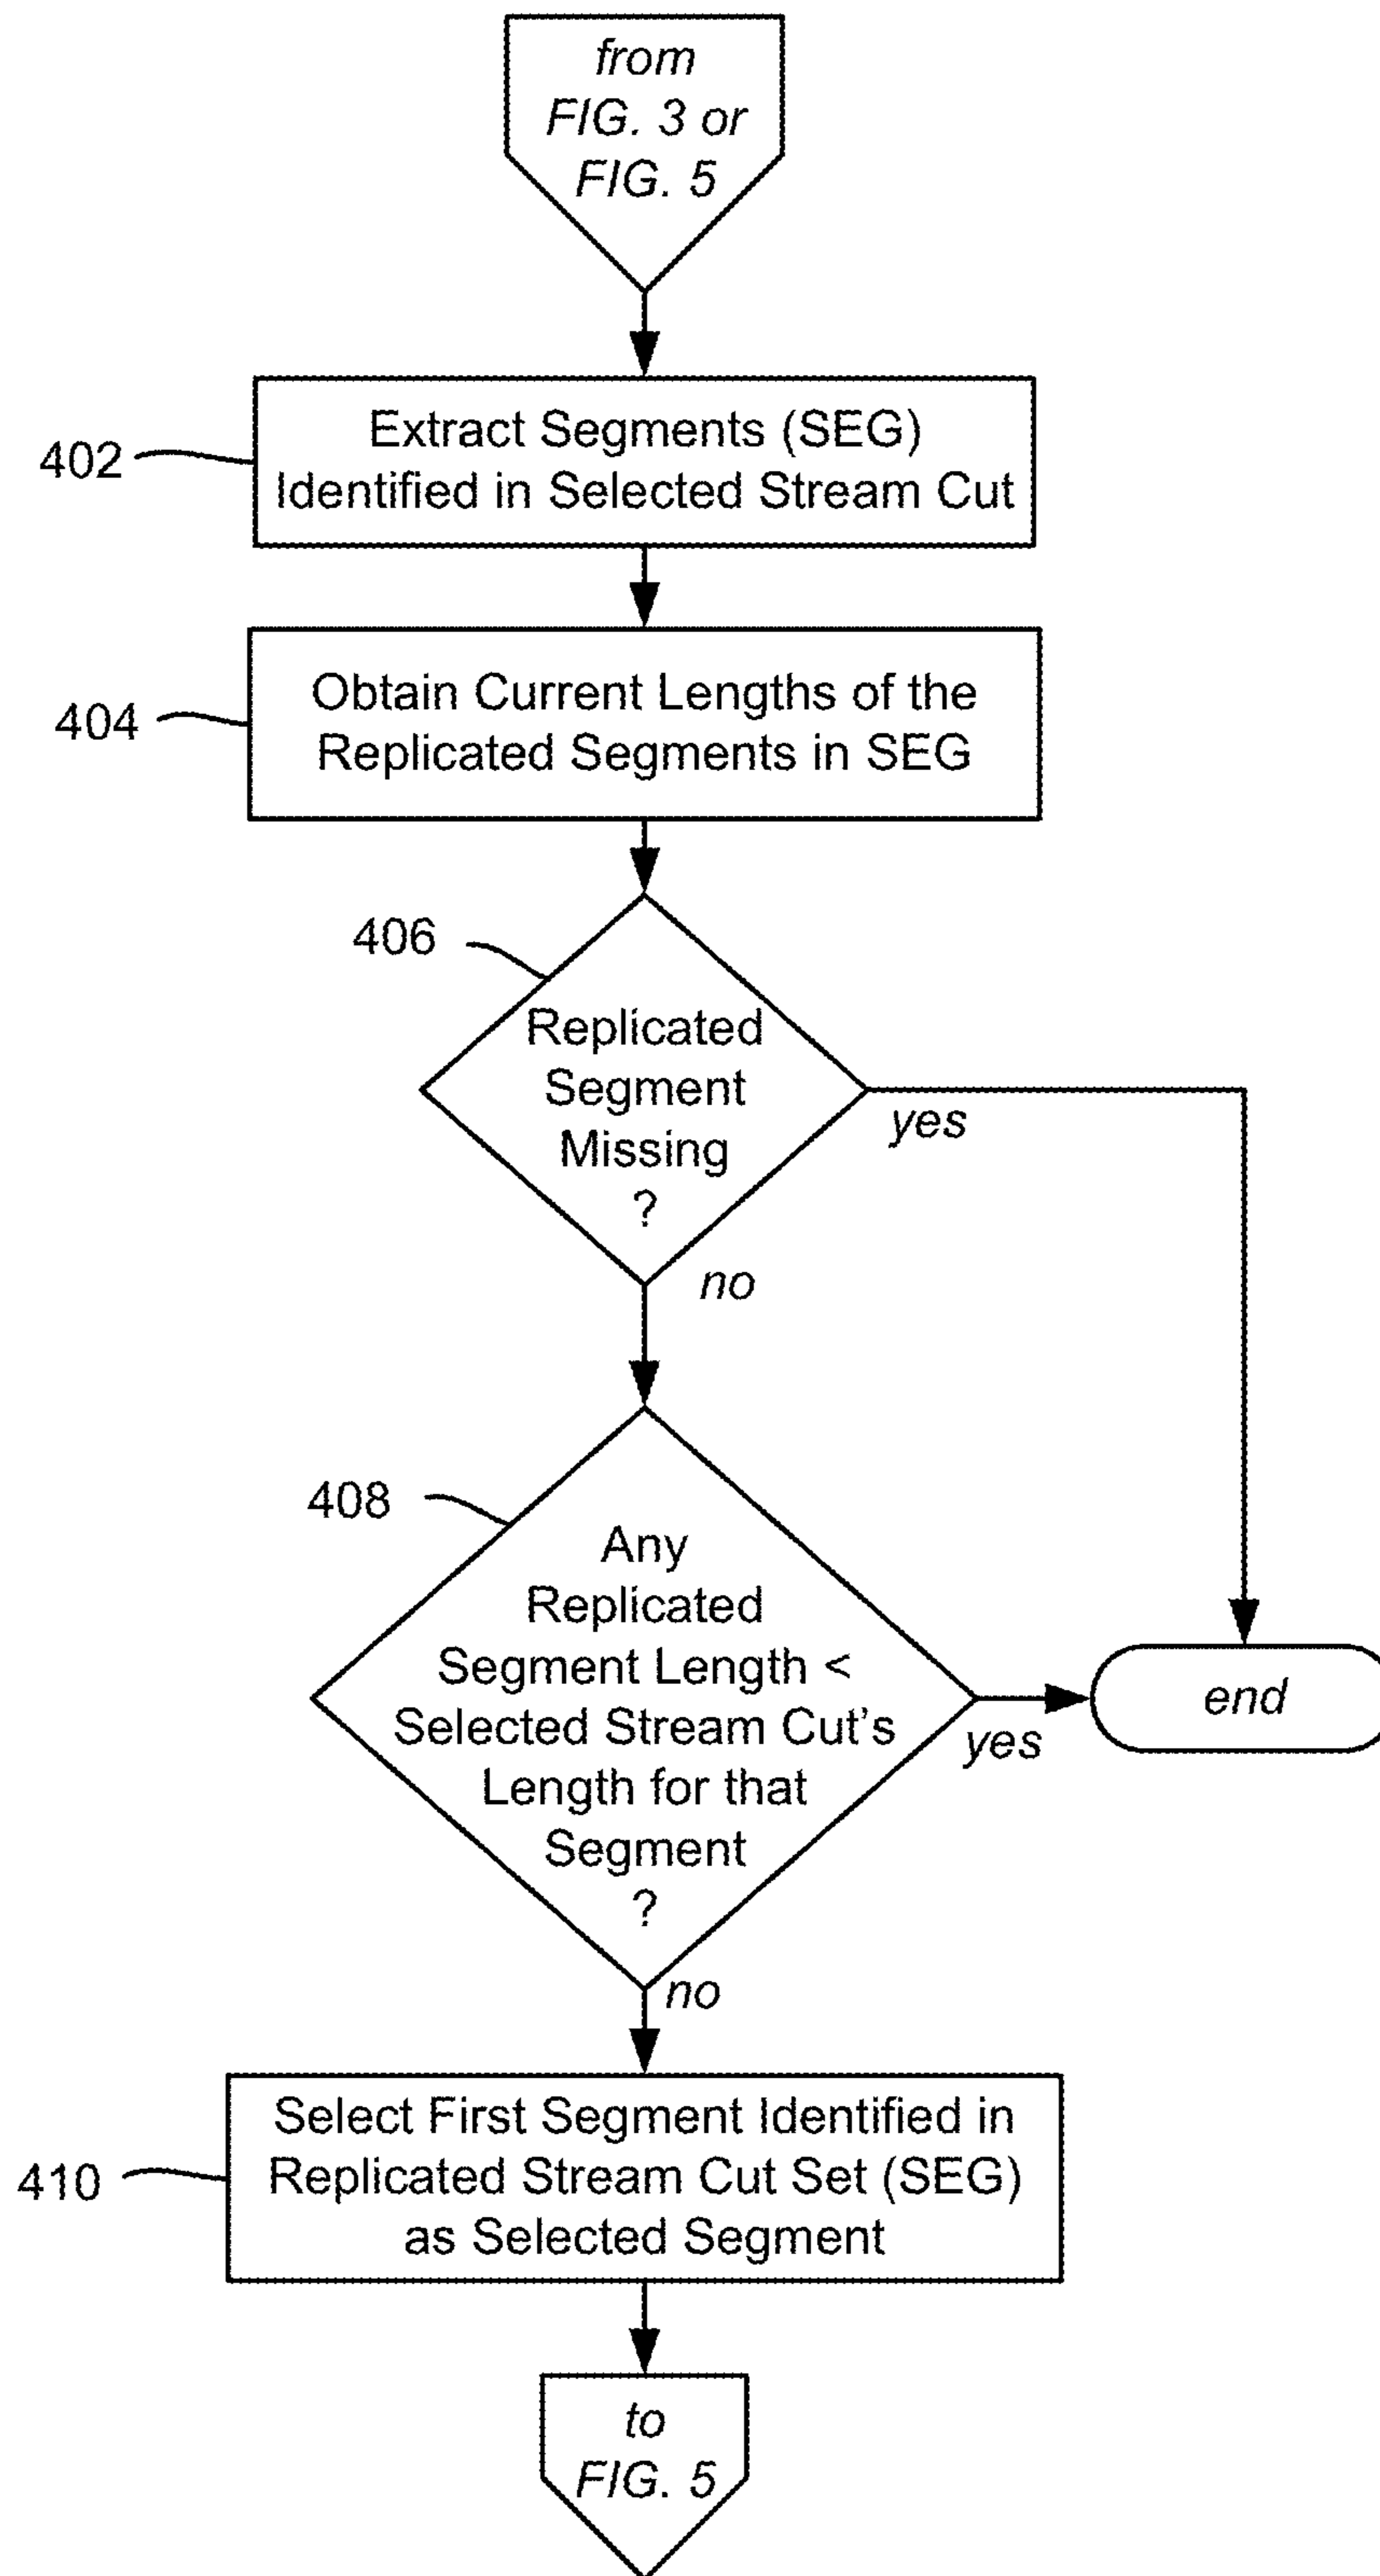 from
FIG. 3 or
FIG. 5
402
Extract Segments (SEG)
Identified in Selected Stream Cut
404
Obtain Current Lengths of the
Replicated Segments in SEG
406
Replicated
Segment
Missing
?
yes
no
408
Any
Replicated
Segment Length <
Selected Stream Cut's
Length for that
Segment
?
yes
end
no
410
Select First Segment Identified in
Replicated Stream Cut Set (SEG)
as Selected Segment
to
FIG. 5